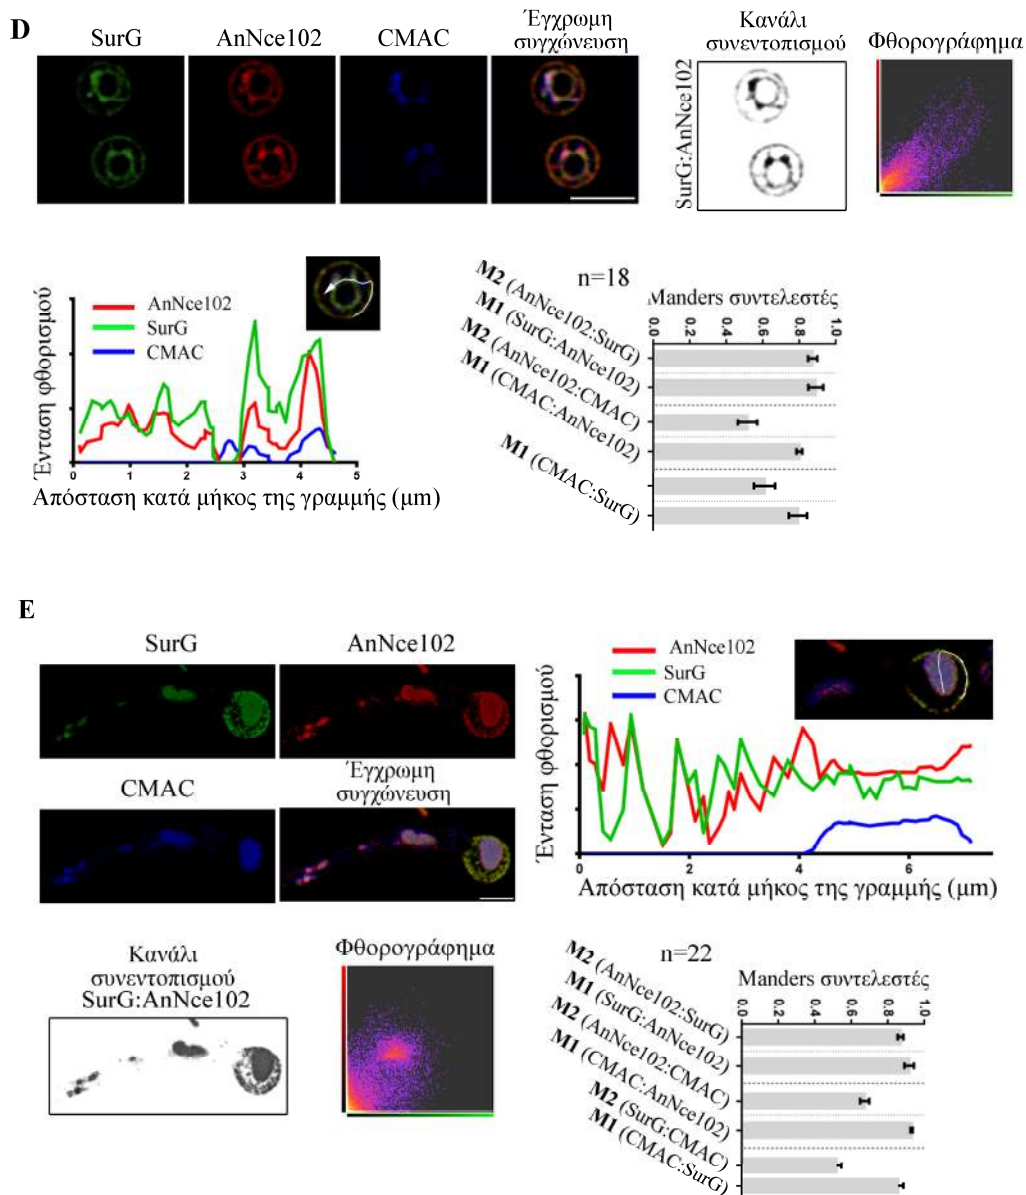 D
SurG
AnNce102
CMAC
Έγχρωμη
συγχώνευση
Κανάλι
συνεντοπισμού
SurG:AnNce102
Φθορογράφημα
Ένταση φθορισμού
AnNce102
SurG
CMAC
0 1 2 3 4 5
Απόσταση κατά μήκος της γραμμής (μm)
n=18
Manders συντελεστές
0.0 0.2 0.4 0.6 0.8 1.0
M2 (AnNce102:SurG)
M1 (SurG:AnNce102)
M2 (AnNce102:CMAC)
M1 (CMAC:AnNce102)
M1 (CMAC:SurG)
E
SurG
AnNce102
CMAC
Έγχρωμη
συγχώνευση
Ένταση φθορισμού
AnNce102
SurG
CMAC
0 2 4 6
Απόσταση κατά μήκος της γραμμής (μm)
Κανάλι
συνεντοπισμού
SurG:AnNce102
Φθορογράφημα
n=22
Manders συντελεστές
0.0 0.2 0.4 0.6 0.8 1.0
M2 (AnNce102:SurG)
M1 (SurG:AnNce102)
M2 (AnNce102:CMAC)
M1 (CMAC:AnNce102)
M2 (SurG:CMAC)
M1 (CMAC:SurG)